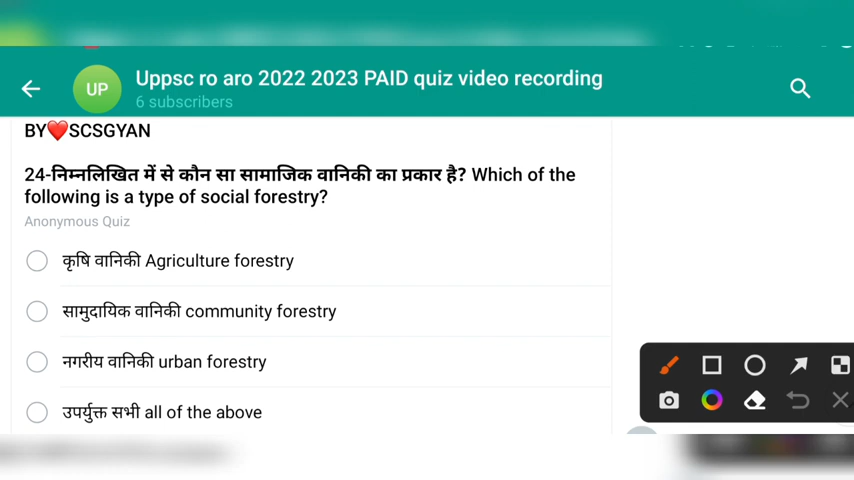 UP
Uppsc ro aro 2022 2023 PAID quiz video recording
6 subscribers
BY❤️SCSGYAN
24-निम्नलिखित में से कौन सा सामाजिक वानिकी का प्रकार है? Which of the
following is a type of social forestry?
Anonymous Quiz
कृषि वानिकी Agriculture forestry
सामुदायिक वानिकी community forestry
नगरीय वानिकी urban forestry
उपर्युक्त सभी all of the above